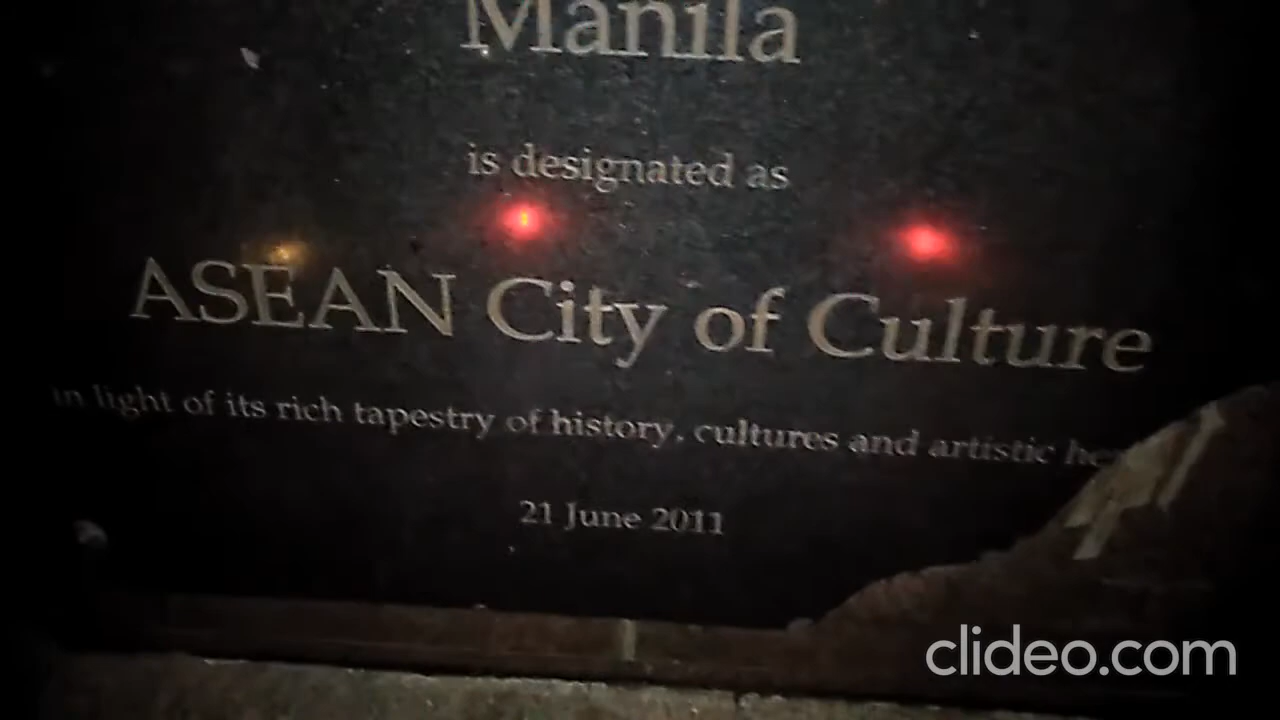 Manila
is designated as
ASEAN City of Culture
in light of its rich tapestry of history, cultures and artistic
21 June 2011
clideo.com